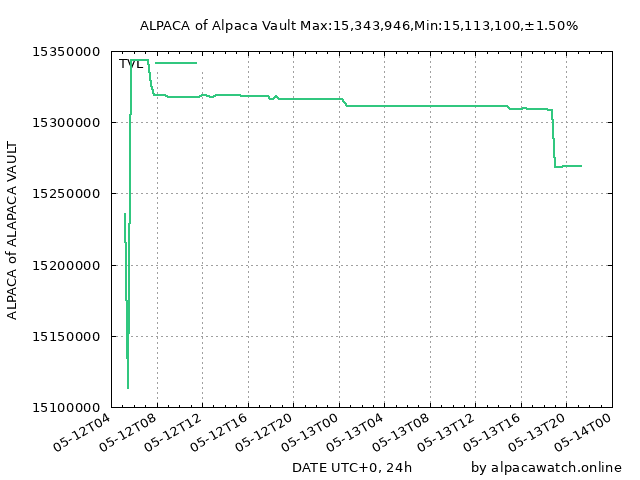 ALPACA of Alpaca Vault Max:15,343,946,Min:15,113,100,±1.50%
TVL
15350000
15300000
15250000
15200000
15150000
15100000
ALPACA of ALAPACA VAULT
05-12T04
05-12T08
05-12T12
05-12T16
05-12T20
05-13T00
05-13T04
05-13T08
05-13T12
05-13T16
05-13T20
05-14T00
DATE UTC+0, 24h
by alpacawatch.online